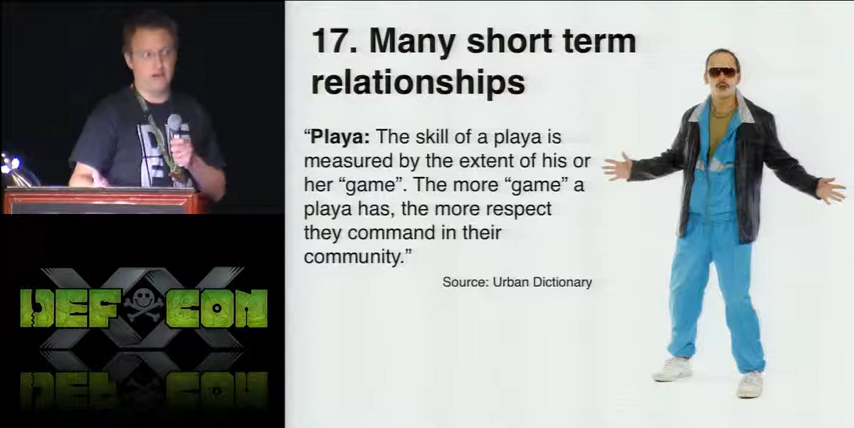 17. Many short term
relationships
“Playa: The skill of a playa is
measured by the extent of his or
her “game”. The more “game” a
playa has, the more respect
they command in their
community.”
Source: Urban Dictionary
DEF CON
XX